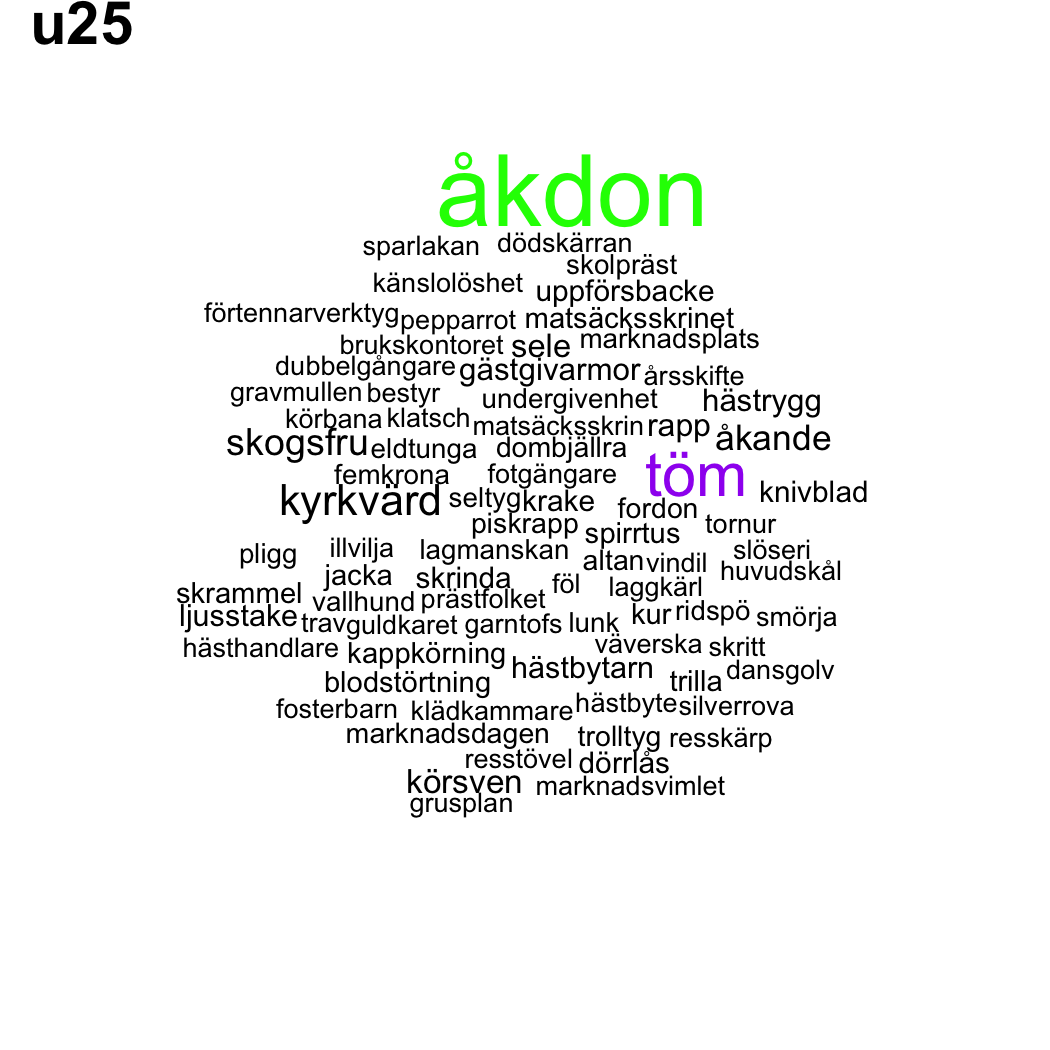 u25
åkdon
sparlakan dödskärran
skolpräst
känslolöshet uppförsbacke
förtennarverktyg pepparrot matsäcksskrinet
brukskontoret sele marknadsplats
dubbelgångare gästgivarmor årsskifte
gravmullen bestyr undergivenhet hästrygg
körbana klatsch matsäcksskrin rapp åkande
skogsfru eldtunga dombjällra
femkrona fotgängare töm
kyrkvärd seltyg krake fordon knivblad
piskrapp spirrtus tornur
pligg illvilja lagmanskan altan vindil slöseri
jacka skrinda föl laggkärl huvudskål
skrammel vallhund prästfolket
ljusstake trav guldkaret garntofs lunk kur ridspö smörja
hästhandlare kappkörning väverska skritt
blodstörtning hästbytarn trilla dansgolv
fosterbarn klädkammare hästbyte silverrova
marknadsdagen trolltyg resskärp
resstövel dörrlås
körsven marknadsvimlet
grusplan